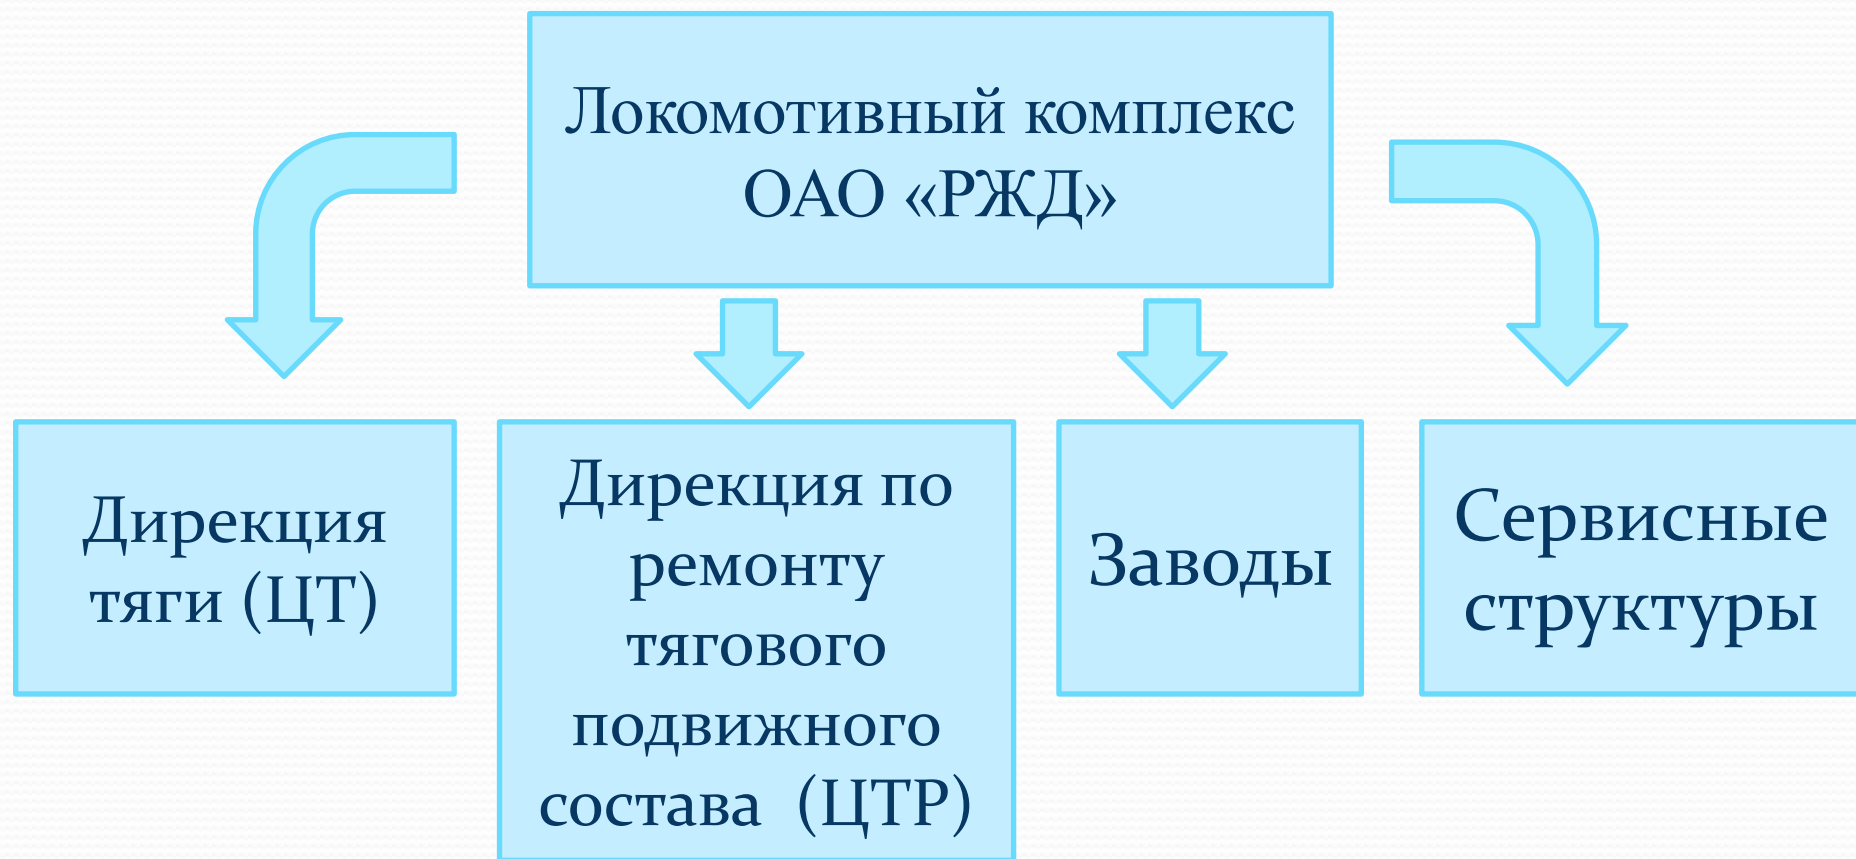 Локомотивный комплекс
ОАО «РЖД»
Дирекция
тяги (ЦТ)
Дирекция по
ремонту
тягового
подвижного
состава (ЦТР)
Заводы
Сервисные
структуры